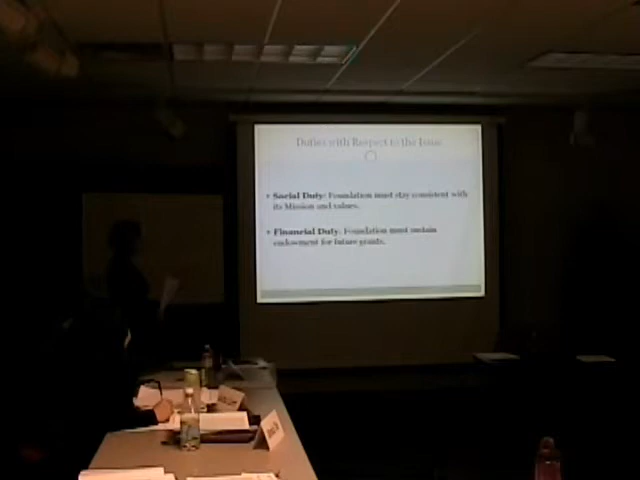 Duties with Respect to the Issue
• Social Duty: Foundation must stay consistent with
its Mission and values.
• Financial Duty: Foundation must sustain
endowment for future grants.